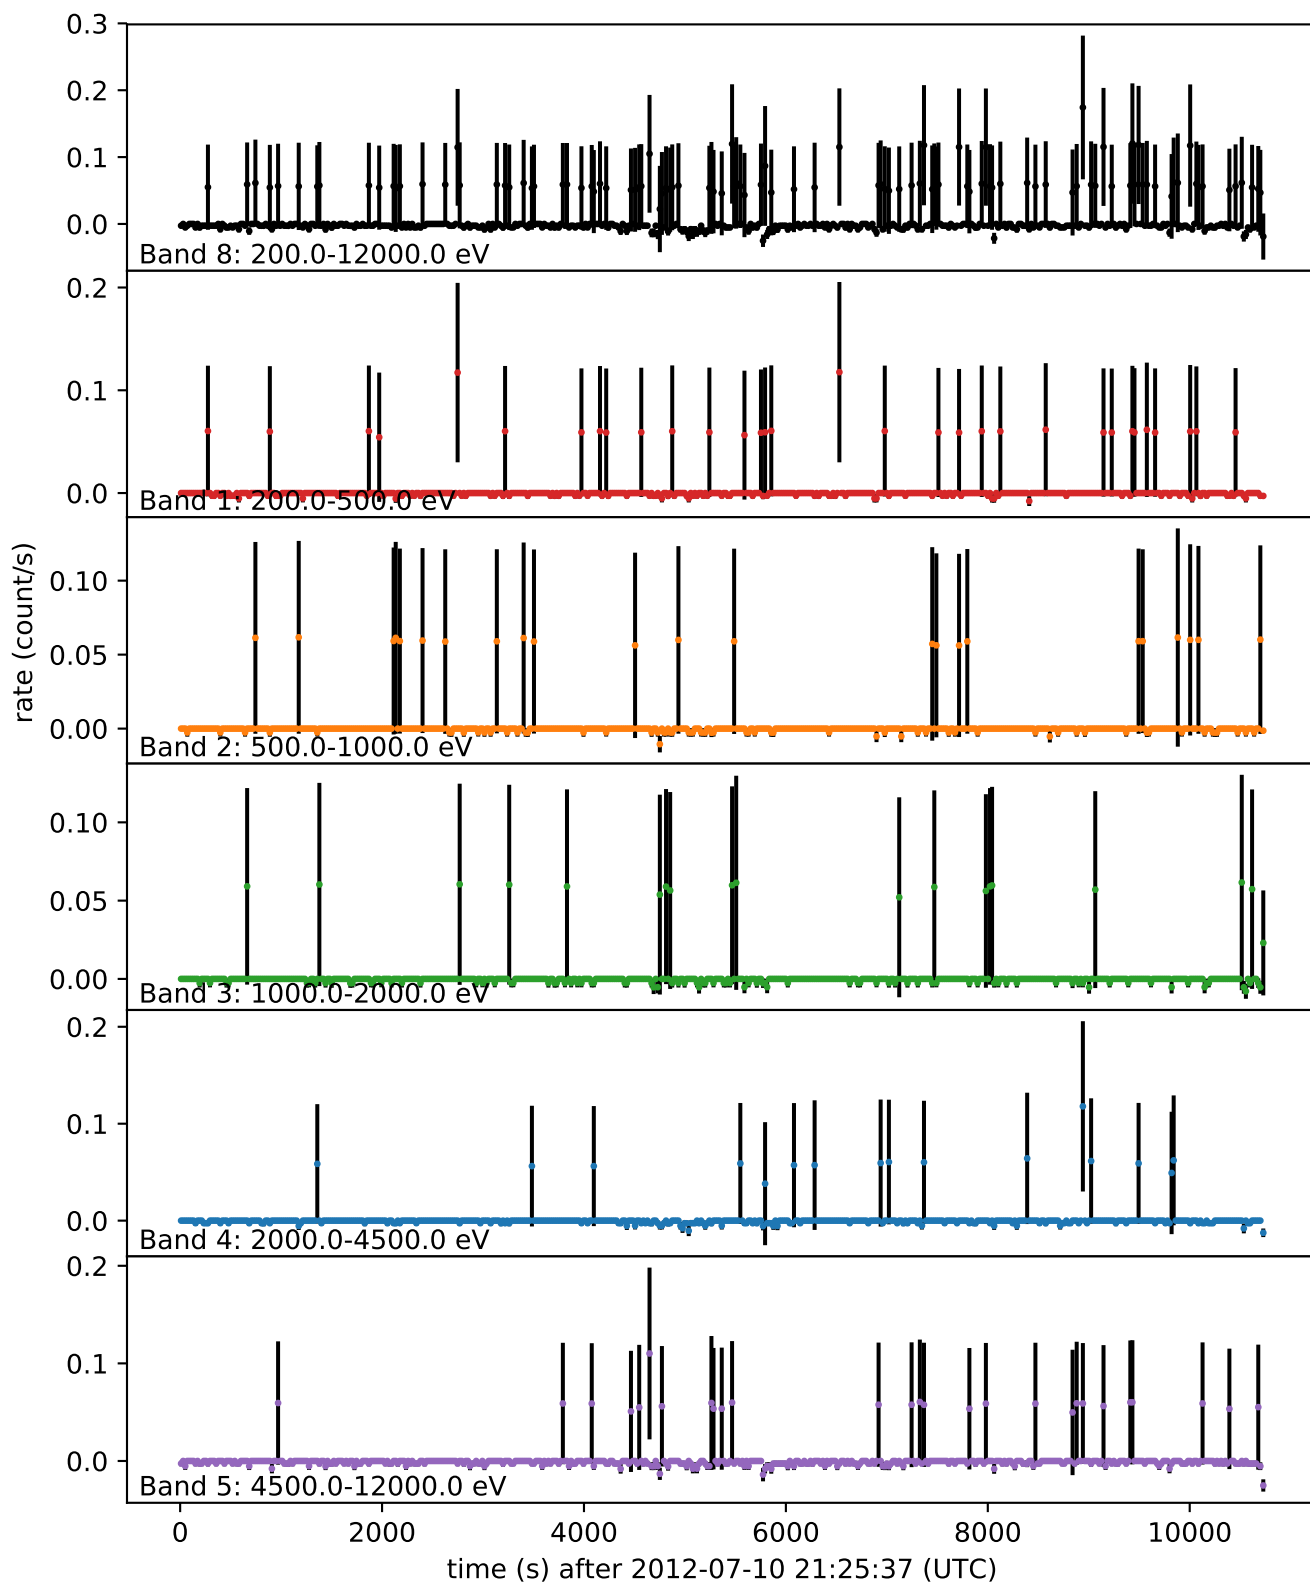 0.3
0.2
0.1
0.0
Band 8: 200.0-12000.0 eV
0.2
0.1
0.0
Band 1: 200.0-500.0 eV
0.10
0.05
0.00
Band 2: 500.0-1000.0 eV
rate (count/s)
0.10
0.05
0.00
Band 3: 1000.0-2000.0 eV
0.2
0.1
0.0
Band 4: 2000.0-4500.0 eV
0.2
0.1
0.0
Band 5: 4500.0-12000.0 eV
0 2000 4000 6000 8000 10000
time (s) after 2012-07-10 21:25:37 (UTC)